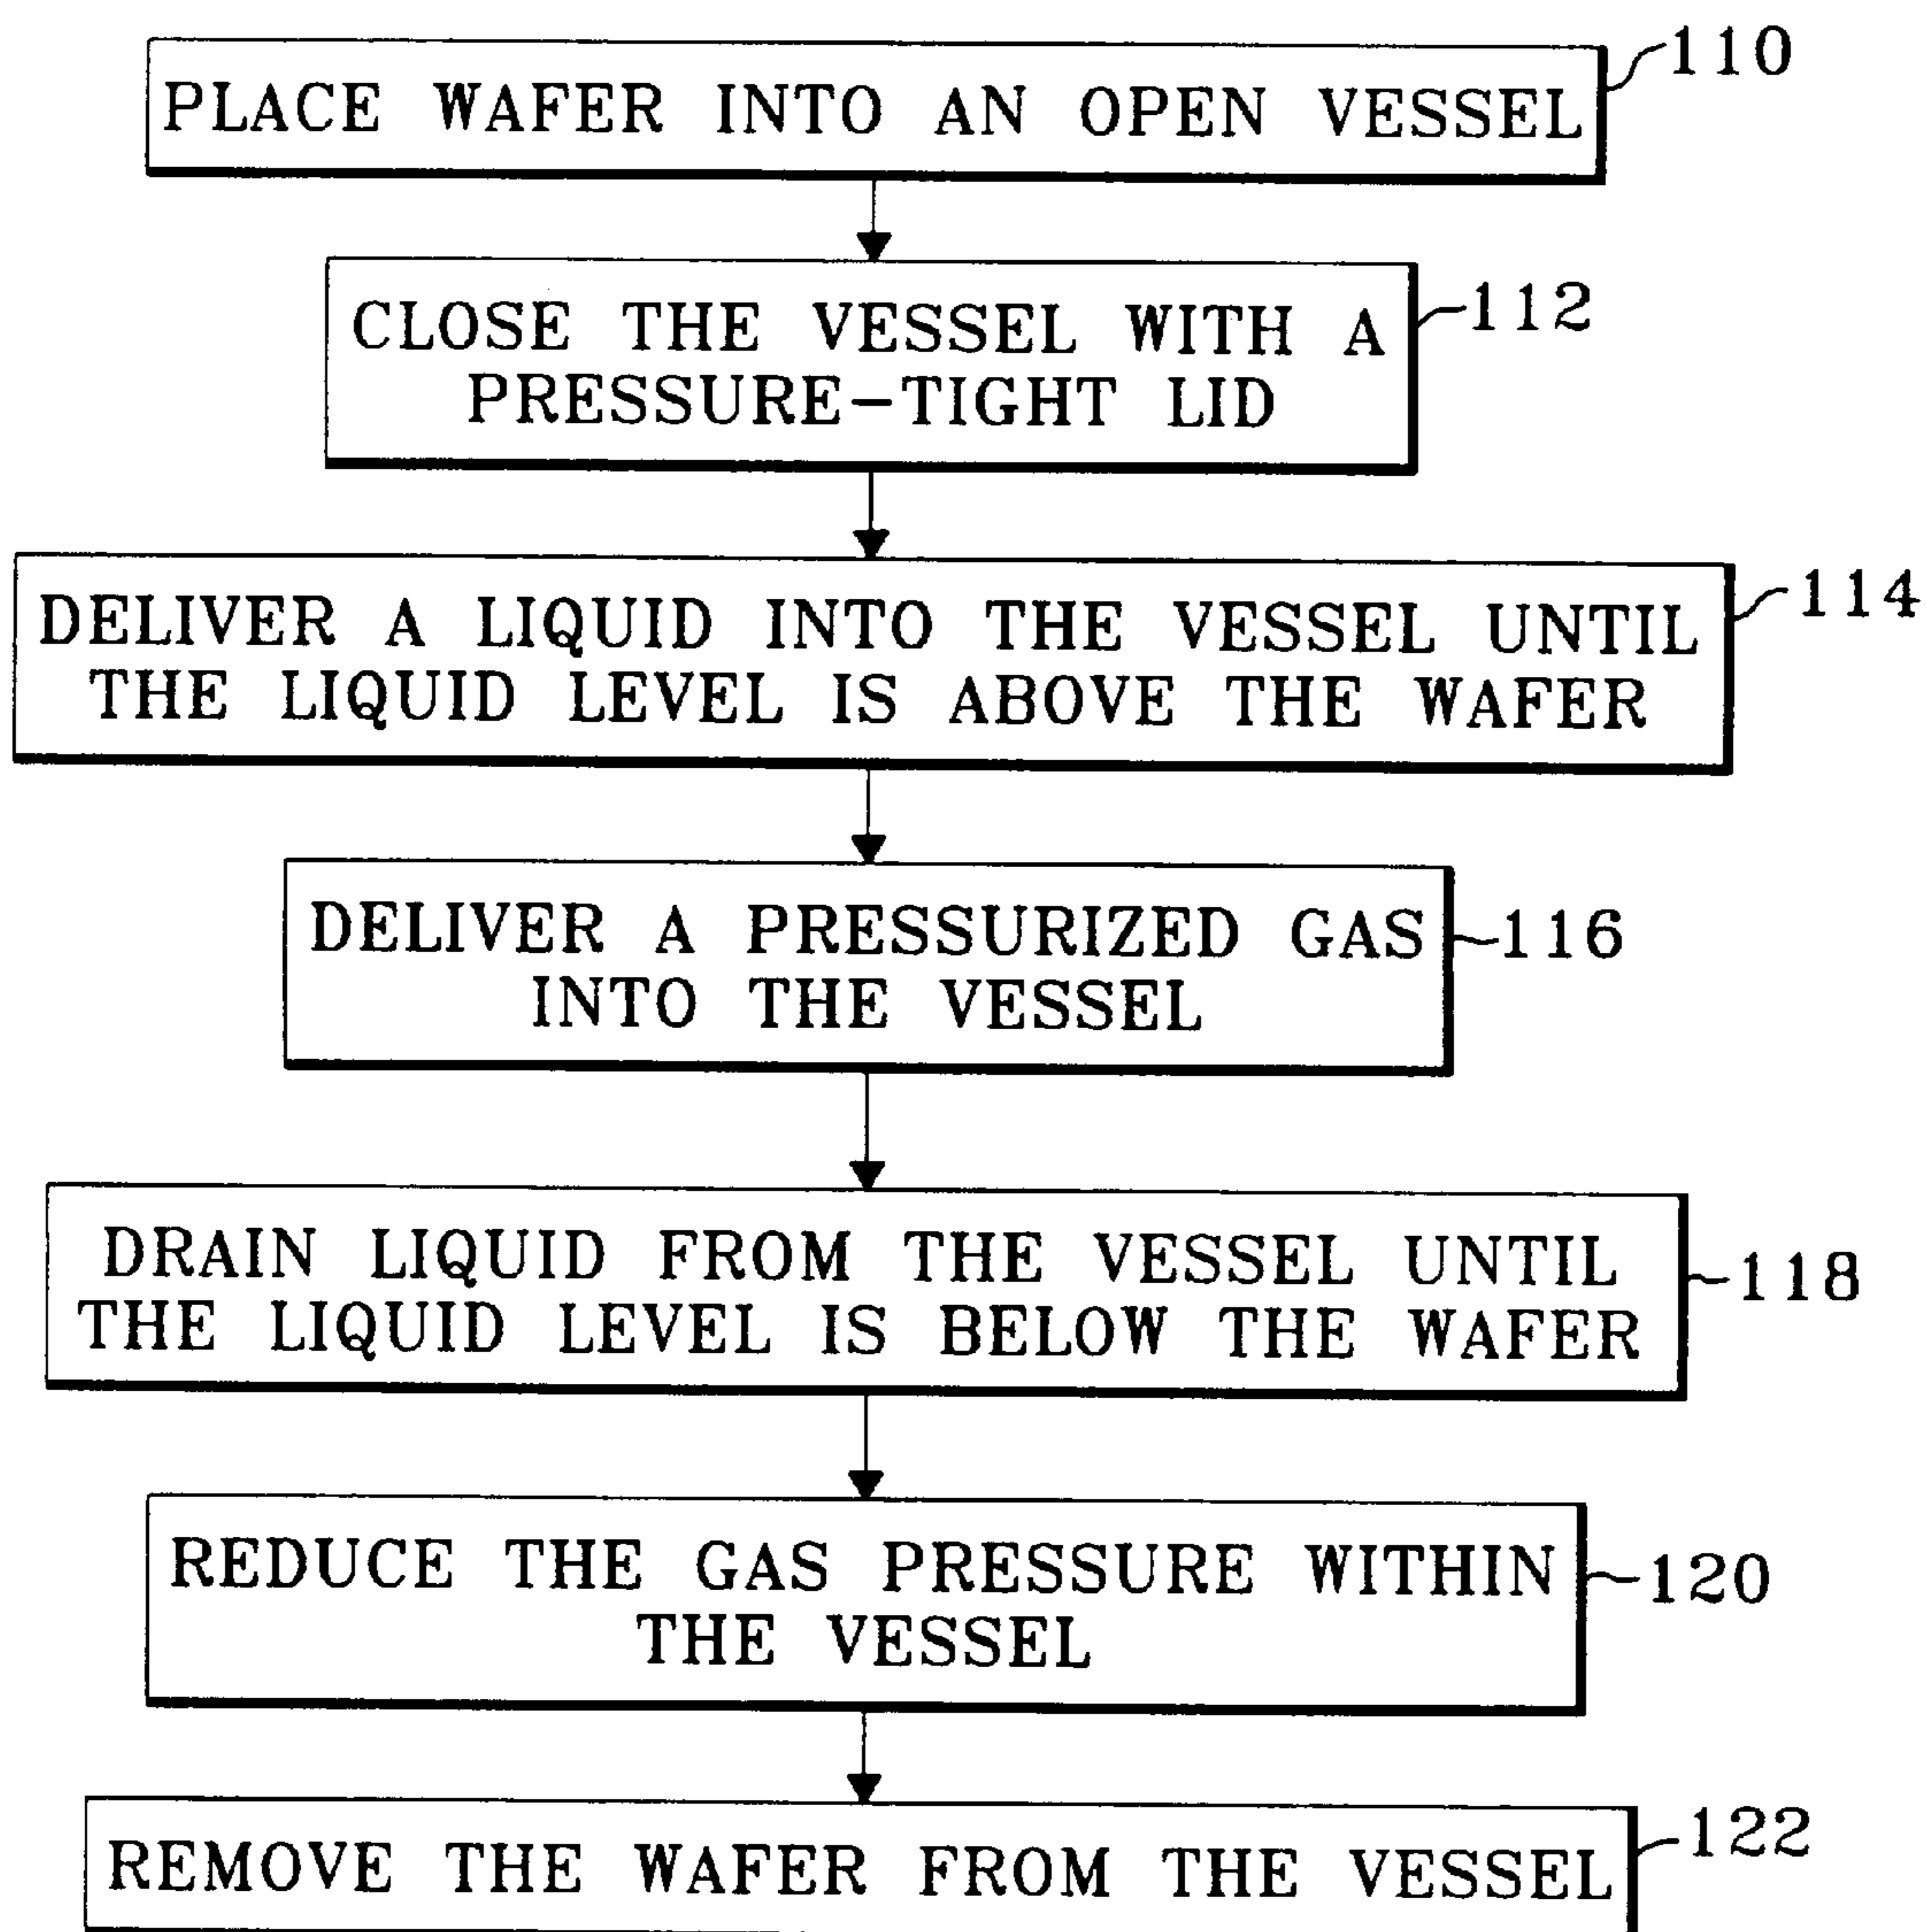 PLACE WAFER INTO AN OPEN VESSEL
110
CLOSE THE VESSEL WITH A
PRESSURE-TIGHT LID
112
DELIVER A LIQUID INTO THE VESSEL UNTIL
THE LIQUID LEVEL IS ABOVE THE WAFER
114
DELIVER A PRESSURIZED GAS
INTO THE VESSEL
116
DRAIN LIQUID FROM THE VESSEL UNTIL
THE LIQUID LEVEL IS BELOW THE WAFER
118
REDUCE THE GAS PRESSURE WITHIN
THE VESSEL
120
REMOVE THE WAFER FROM THE VESSEL
122